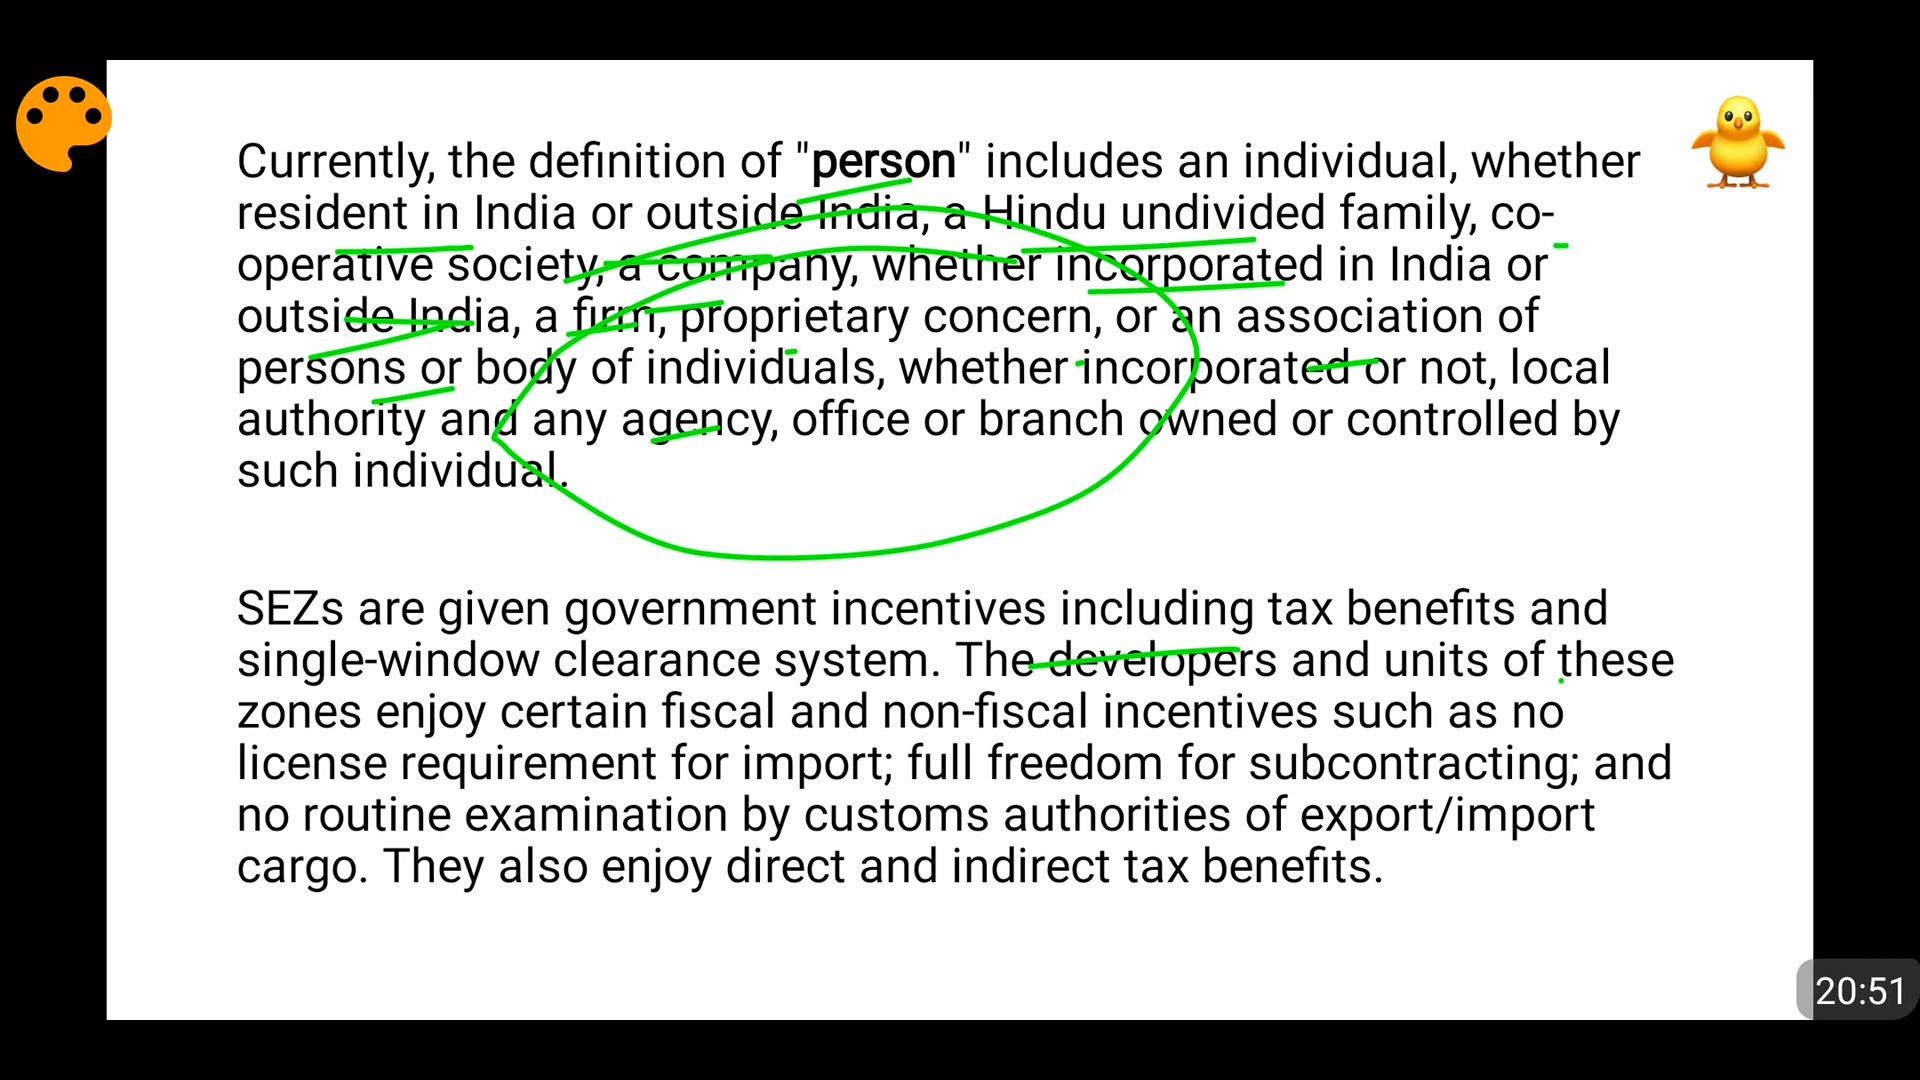 Currently, the definition of "person" includes an individual, whether
resident in India or outside India, a Hindu undivided family, co-
operative society, a company, whether incorporated in India or
outside India, a firm, proprietary concern, or an association of
persons or body of individuals, whether incorporated or not, local
authority and any agency, office or branch owned or controlled by
such individual.
SEZs are given government incentives including tax benefits and
single-window clearance system. The developers and units of these
zones enjoy certain fiscal and non-fiscal incentives such as no
license requirement for import; full freedom for subcontracting; and
no routine examination by customs authorities of export/import
cargo. They also enjoy direct and indirect tax benefits.
20:51